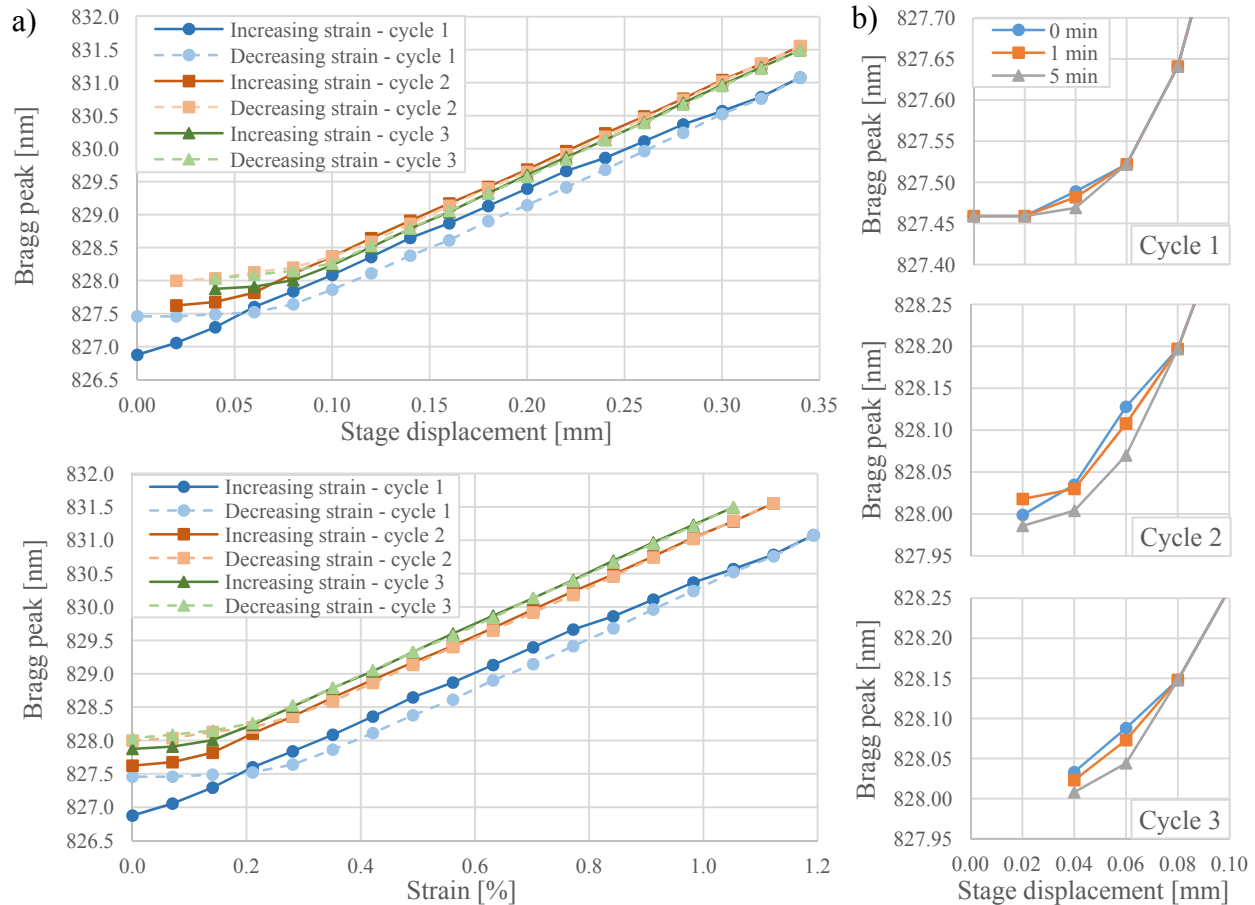 a)
832.0
831.5
831.0
830.5
830.0
829.5
829.0
828.5
828.0
827.5
827.0
826.5
Bragg peak [nm]
Increasing strain - cycle 1
Decreasing strain - cycle 1
Increasing strain - cycle 2
Decreasing strain - cycle 2
Increasing strain - cycle 3
Decreasing strain - cycle 3
0.00 0.05 0.10 0.15 0.20 0.25 0.30 0.35
Stage displacement [mm]
832.0
831.5
831.0
830.5
830.0
829.5
829.0
828.5
828.0
827.5
827.0
826.5
Bragg peak [nm]
Increasing strain - cycle 1
Decreasing strain - cycle 1
Increasing strain - cycle 2
Decreasing strain - cycle 2
Increasing strain - cycle 3
Decreasing strain - cycle 3
0.0 0.2 0.4 0.6 0.8 1.0 1.2
Strain [%]
b)
827.70
827.65
827.60
827.55
827.50
827.45
827.40
Bragg peak [nm]
0 min
1 min
5 min
Cycle 1
828.25
828.20
828.15
828.10
828.05
828.00
827.95
Bragg peak [nm]
Cycle 2
828.25
828.20
828.15
828.10
828.05
828.00
827.95
Bragg peak [nm]
Cycle 3
0.00 0.02 0.04 0.06 0.08 0.10
Stage displacement [mm]